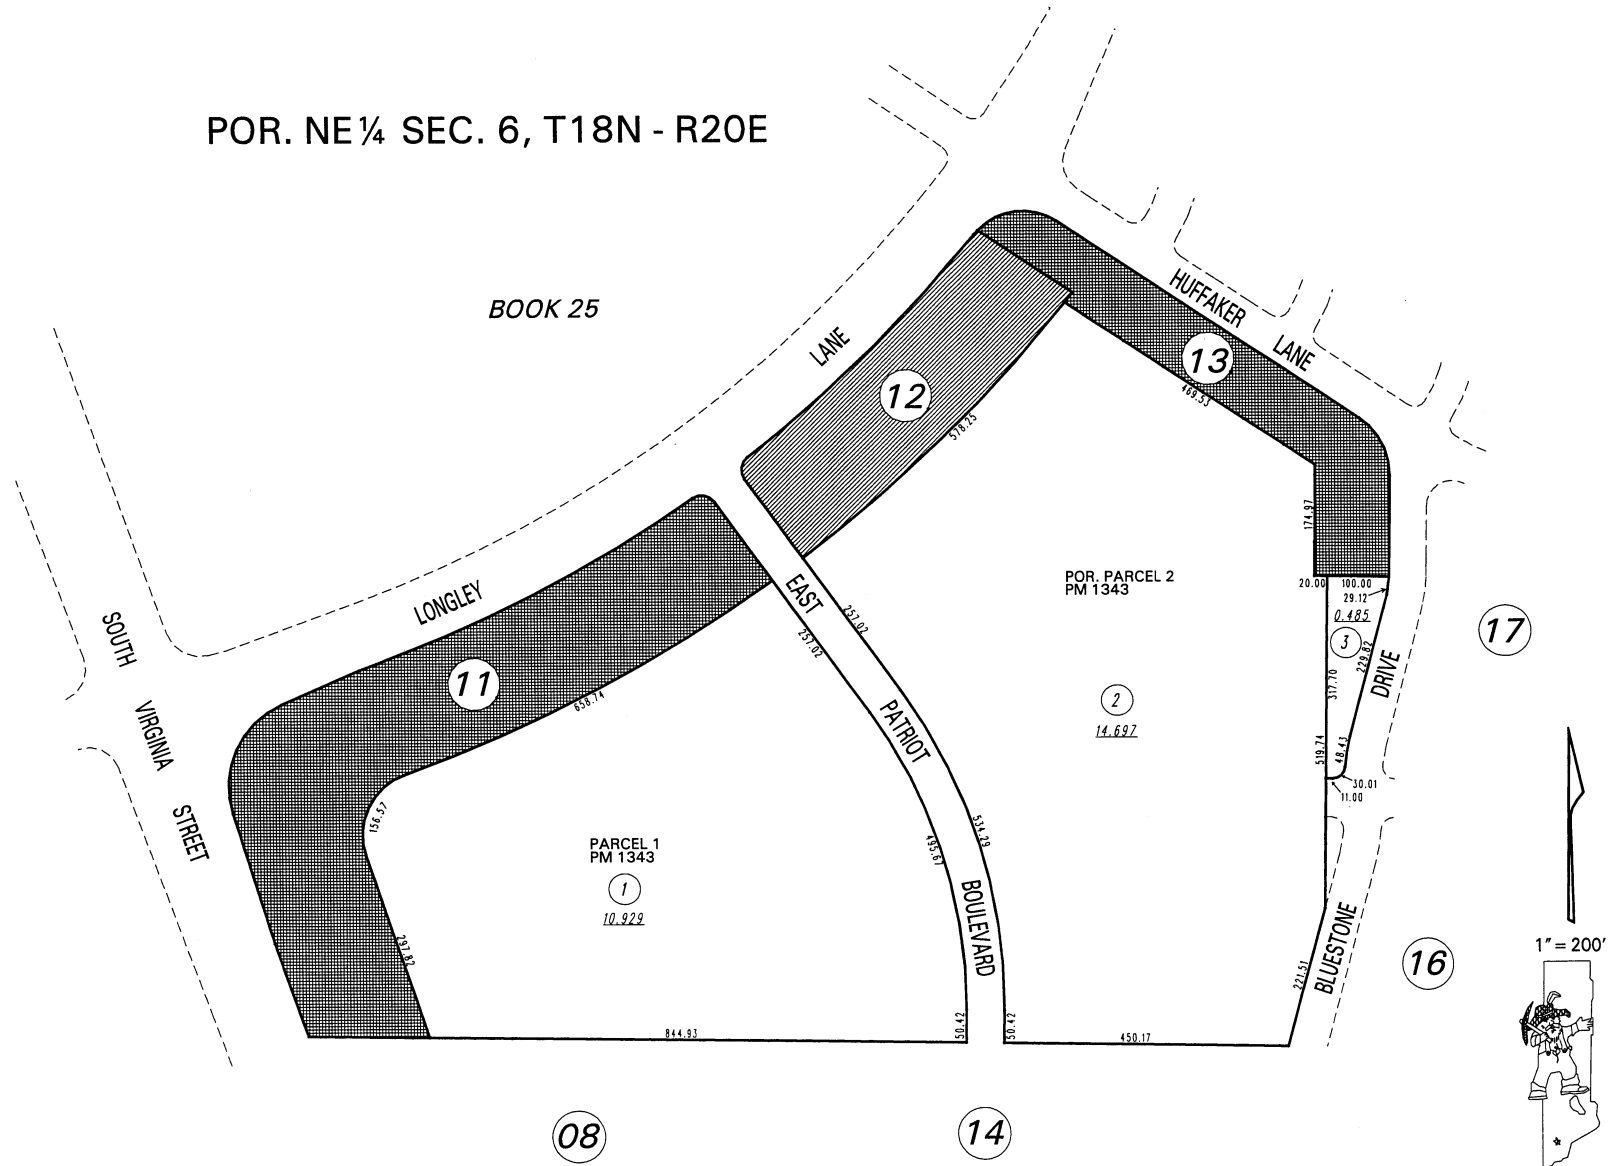 POR. NE ¼ SEC. 6, T18N - R20E
BOOK 25
HUFFAKER
LANE
LANE
13
12
469.53
578.25
174.97
POR. PARCEL 2
PM 1343
20.00
100.00
29.12
0.485
3
EAST
257.02
257.02
LONGLEY
SOUTH
17
229.82
DRIVE
11
317.70
658.74
2
14.697
PATRIOT
VIRGINIA
519.74
48.43
30.01
11.00
STREET
156.57
534.29
495.67
PARCEL 1
PM 1343
1
10.929
BOULEVARD
BLUESTONE
297.82
221.51
16
1" = 200'
844.93
50.42
50.42
450.17
08
14